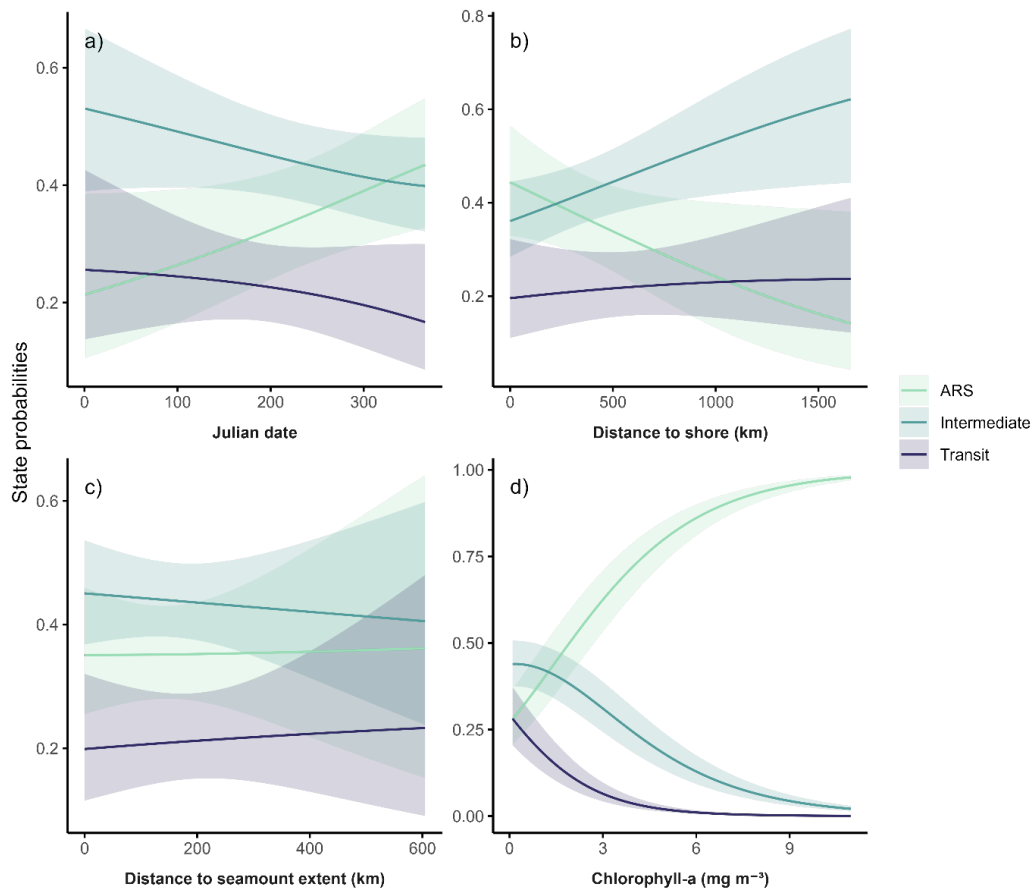 a)
0.6
0.4
0.2
0
100
200
300
Julian date
b)
0.8
0.6
0.4
0.2
0
500
1000
1500
Distance to shore (km)
State probabilities
ARS
Intermediate
Transit
c)
0.6
0.4
0.2
0
200
400
600
Distance to seamount extent (km)
d)
1.00
0.75
0.50
0.25
0.00
0
3
6
9
Chlorophyll-a (mg m⁻³)